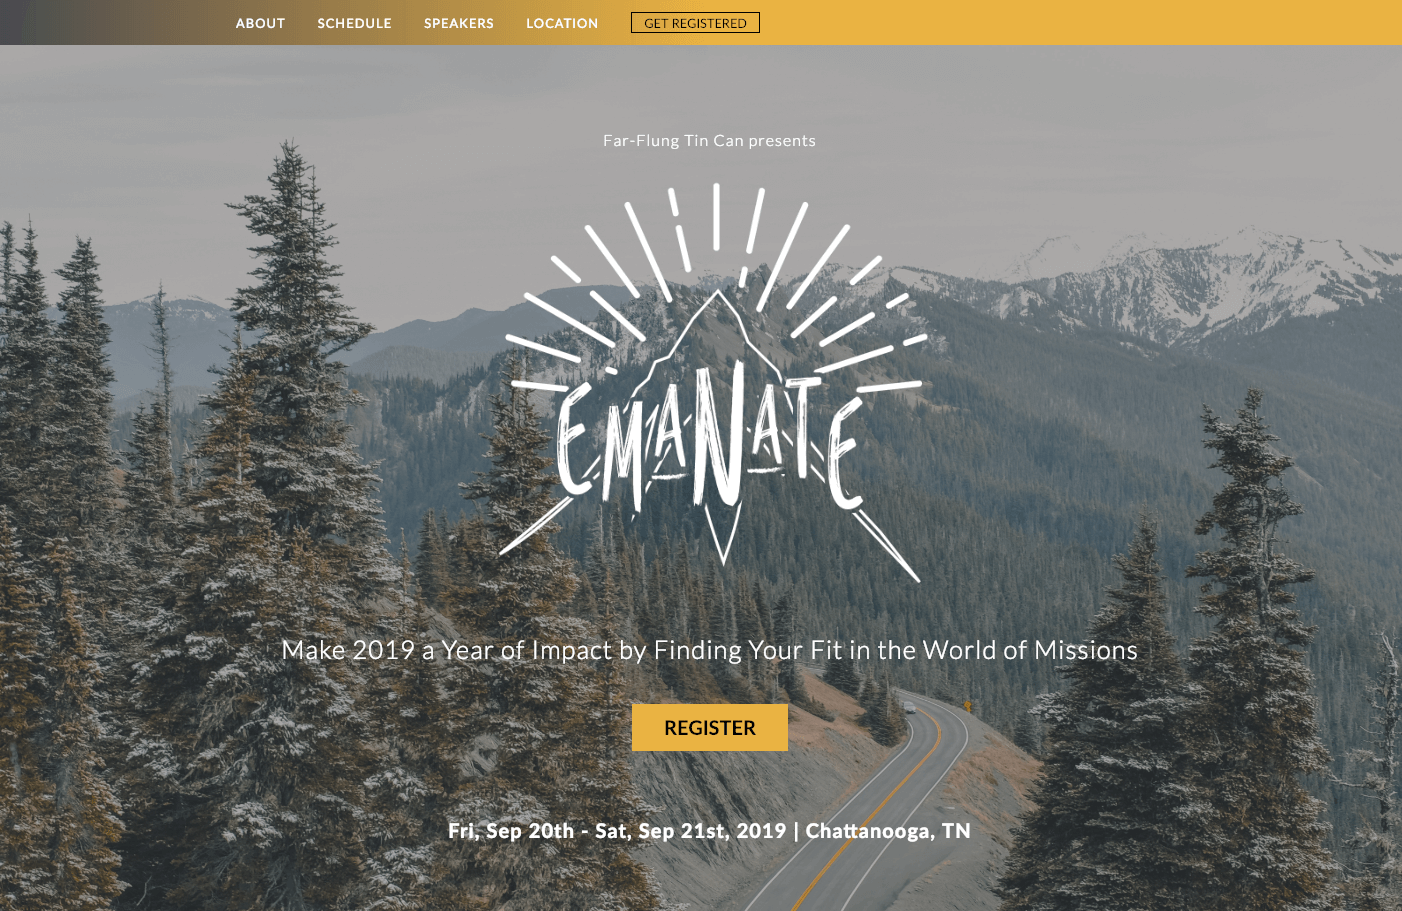 ABOUT SCHEDULE SPEAKERS LOCATION GET REGISTERED
Far-Flung Tin Can presents
EMANATE
Make 2019 a Year of Impact by Finding Your Fit in the World of Missions
REGISTER
Fri, Sep 20th - Sat, Sep 21st, 2019 | Chattanooga, TN